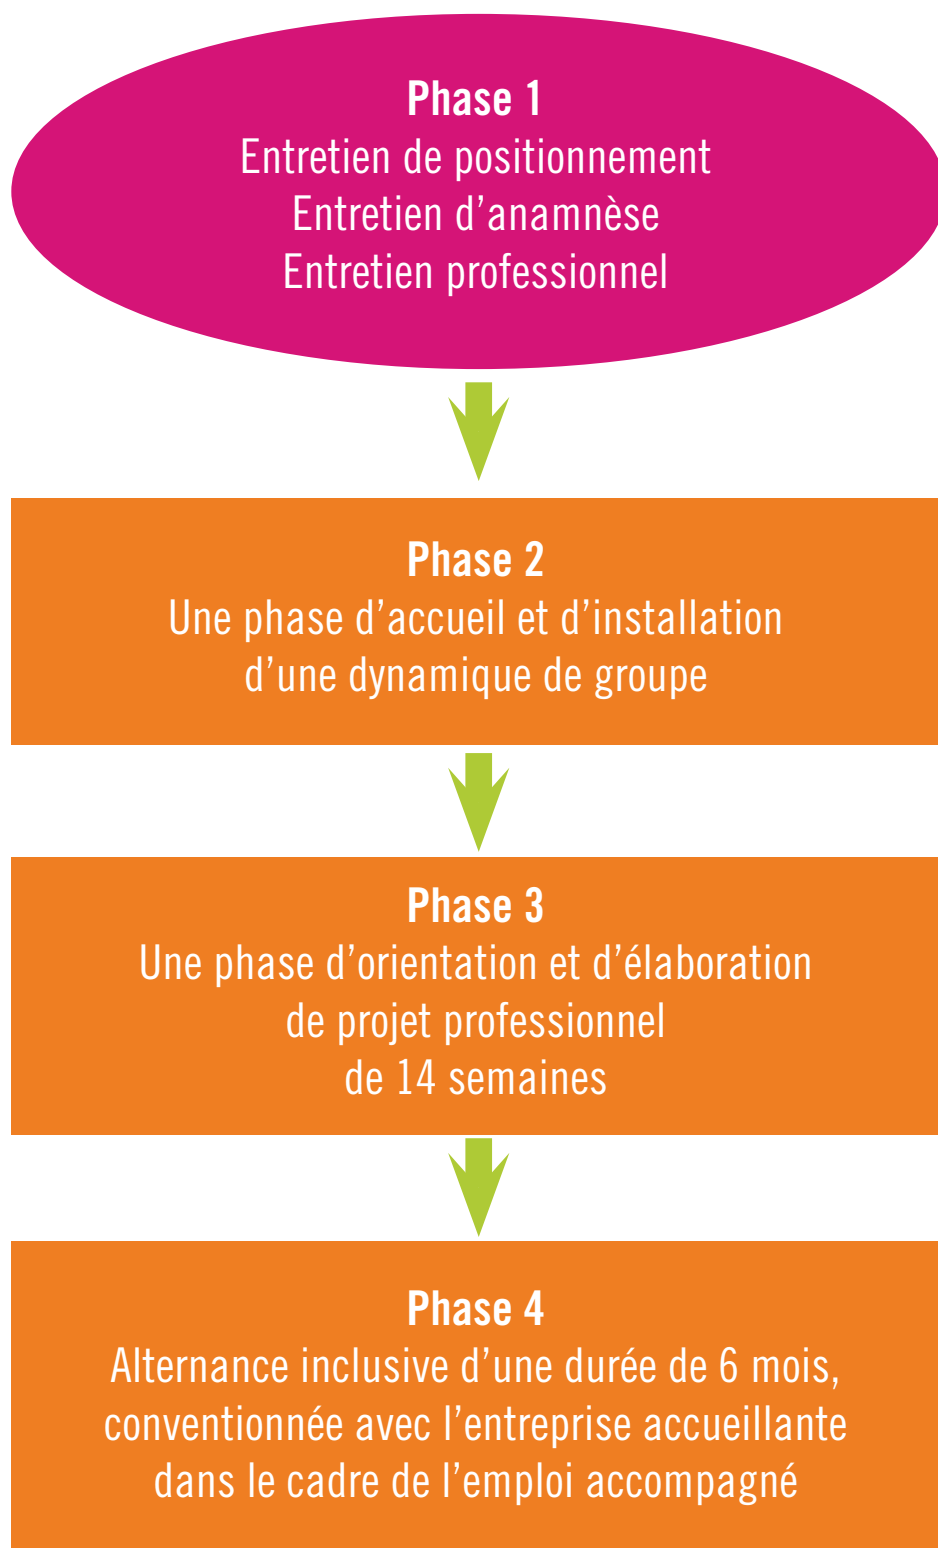 Phase 1
Entretien de positionnement
Entretien d’anamnèse
Entretien professionnel
Phase 2
Une phase d’accueil et d’installation
d’une dynamique de groupe
Phase 3
Une phase d’orientation et d’élaboration
de projet professionnel
de 14 semaines
Phase 4
Alternance inclusive d’une durée de 6 mois,
conventionnée avec l’entreprise accueillante
dans le cadre de l’emploi accompagné